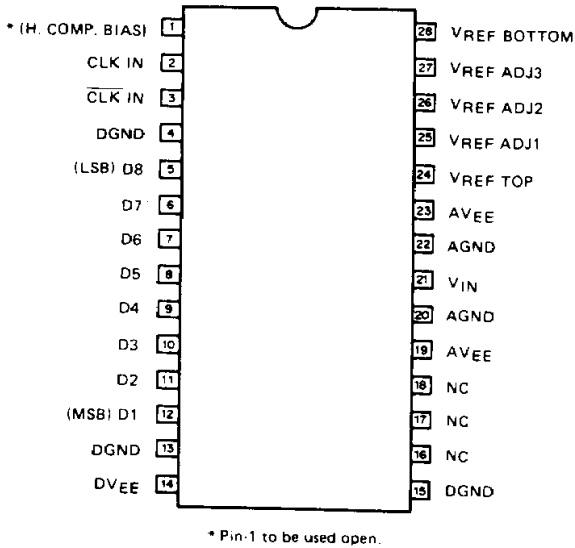 * (H. COMP. BIAS) 1
CLK IN 2
CLK IN 3
DGND 4
(LSB) D8 5
D7 6
D6 7
D5 8
D4 9
D3 10
D2 11
(MSB) D1 12
DGND 13
DVEE 14
28 VREF BOTTOM
27 VREF ADJ3
26 VREF ADJ2
25 VREF ADJ1
24 VREF TOP
23 AVEE
22 AGND
21 VIN
20 AGND
19 AVEE
18 NC
17 NC
16 NC
15 DGND
* Pin-1 to be used open.